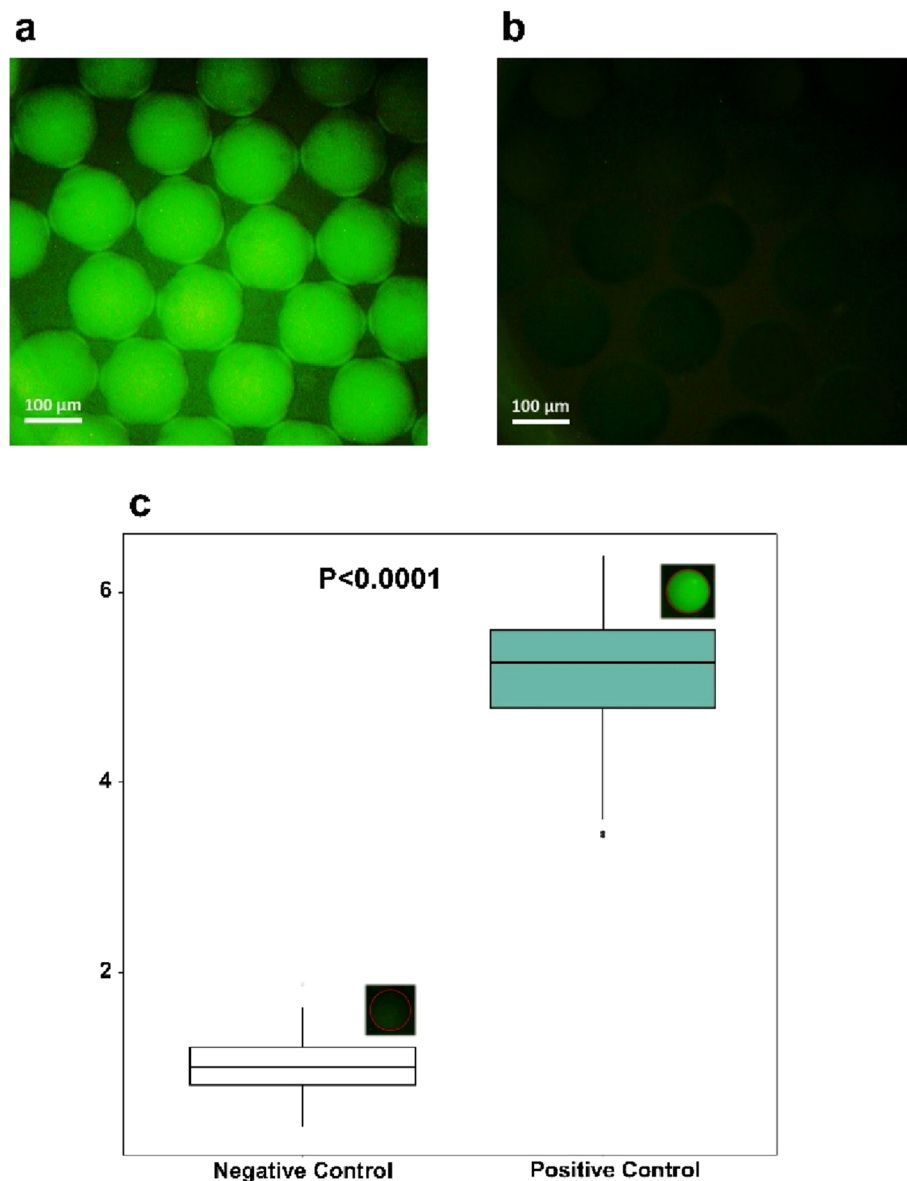 a
b
100 µm
100 µm
c
P<0.0001
6
4
2
Negative Control
Positive Control